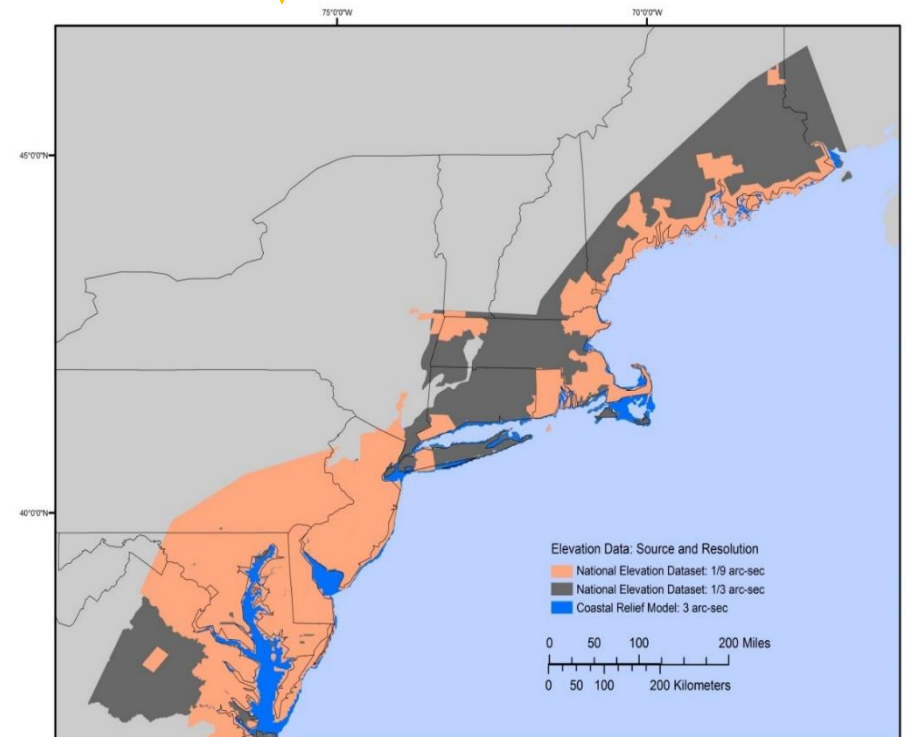 75°0'0"W 70°0'0"W
45°0'0"N
40°0'0"N
Elevation Data: Source and Resolution
National Elevation Dataset: 1/9 arc-sec
National Elevation Dataset: 1/3 arc-sec
Coastal Relief Model: 3 arc-sec
0 50 100 200 Miles
0 50 100 200 Kilometers